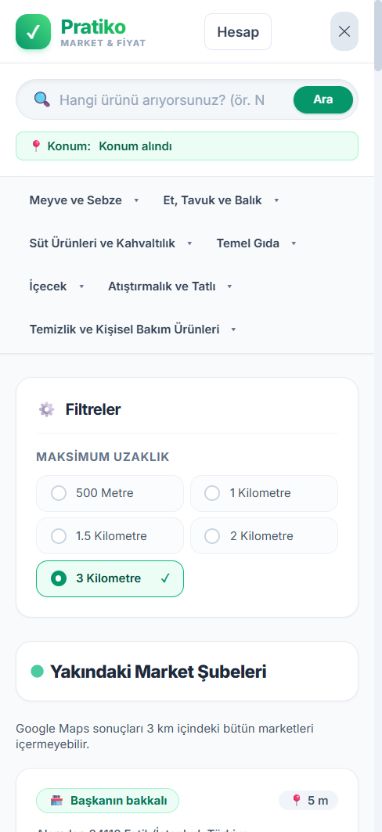 Pratiko
MARKET & FİYAT
Hesap
Hangi ürünü arıyorsunuz? (ör. N
Ara
Konum: Konum alındı
Meyve ve Sebze
Et, Tavuk ve Balık
Süt Ürünleri ve Kahvaltılık
Temel Gıda
İçecek
Atıştırmalık ve Tatlı
Temizlik ve Kişisel Bakım Ürünleri
Filtreler
MAKSİMUM UZAKLIK
500 Metre
1 Kilometre
1.5 Kilometre
2 Kilometre
3 Kilometre
Yakındaki Market Şubeleri
Google Maps sonuçları 3 km içindeki bütün marketleri
içermeyebilir.
Başkanın bakkalı
5 m